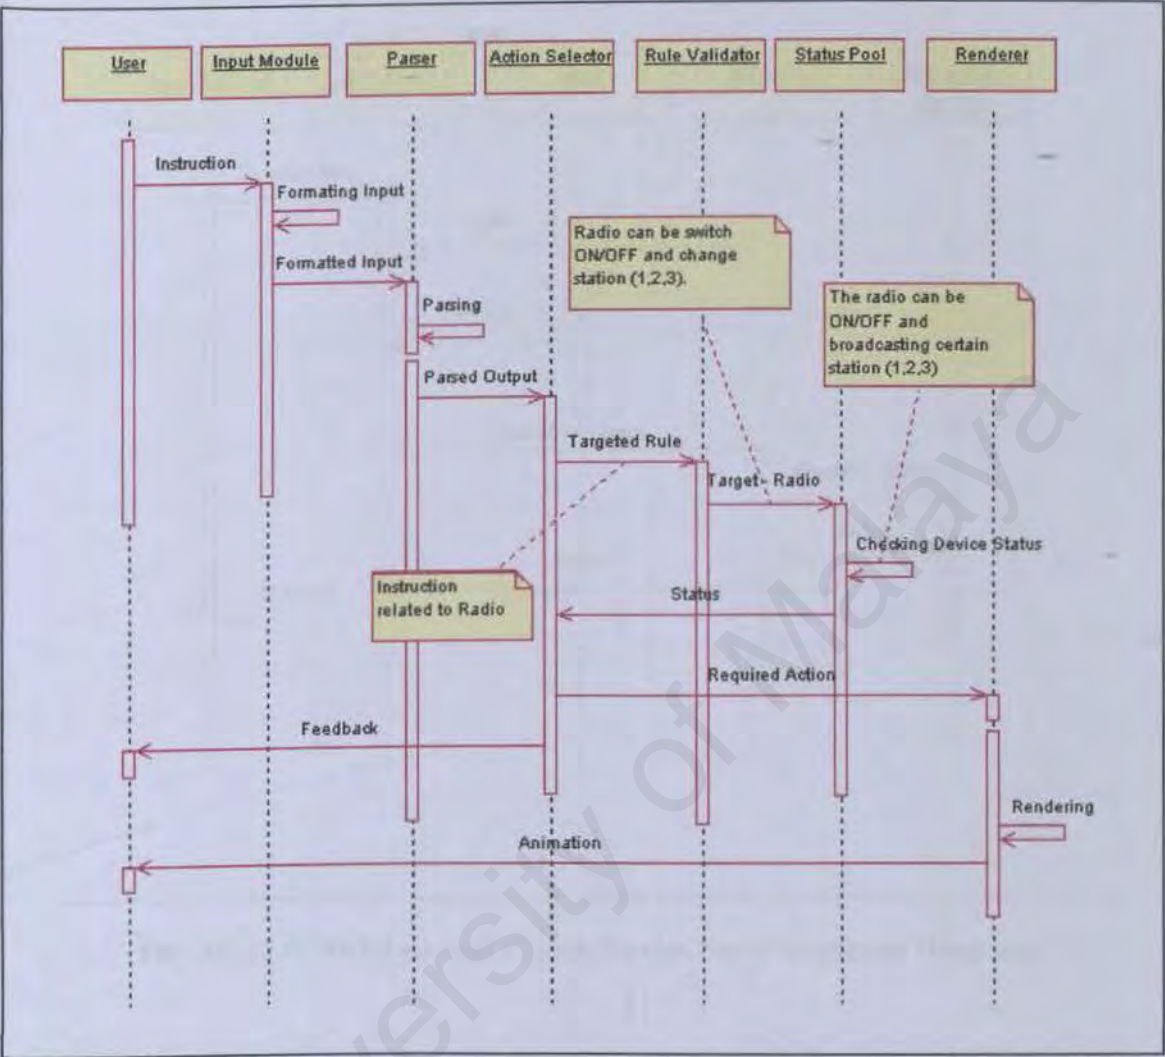 User
Input Module
Parser
Action Selector
Rule Validator
Status Pool
Renderer
Instruction
Formating Input
Formatted Input
Parsing
Parsed Output
Radio can be switch
ON/OFF and change
station (1,2,3).
The radio can be
ON/OFF and
broadcasting certain
station (1,2,3)
Targeted Rule
Target - Radio
Checking Device Status
Instruction
related to Radio
Status
Required Action
Feedback
Rendering
Animation
University of Malaya